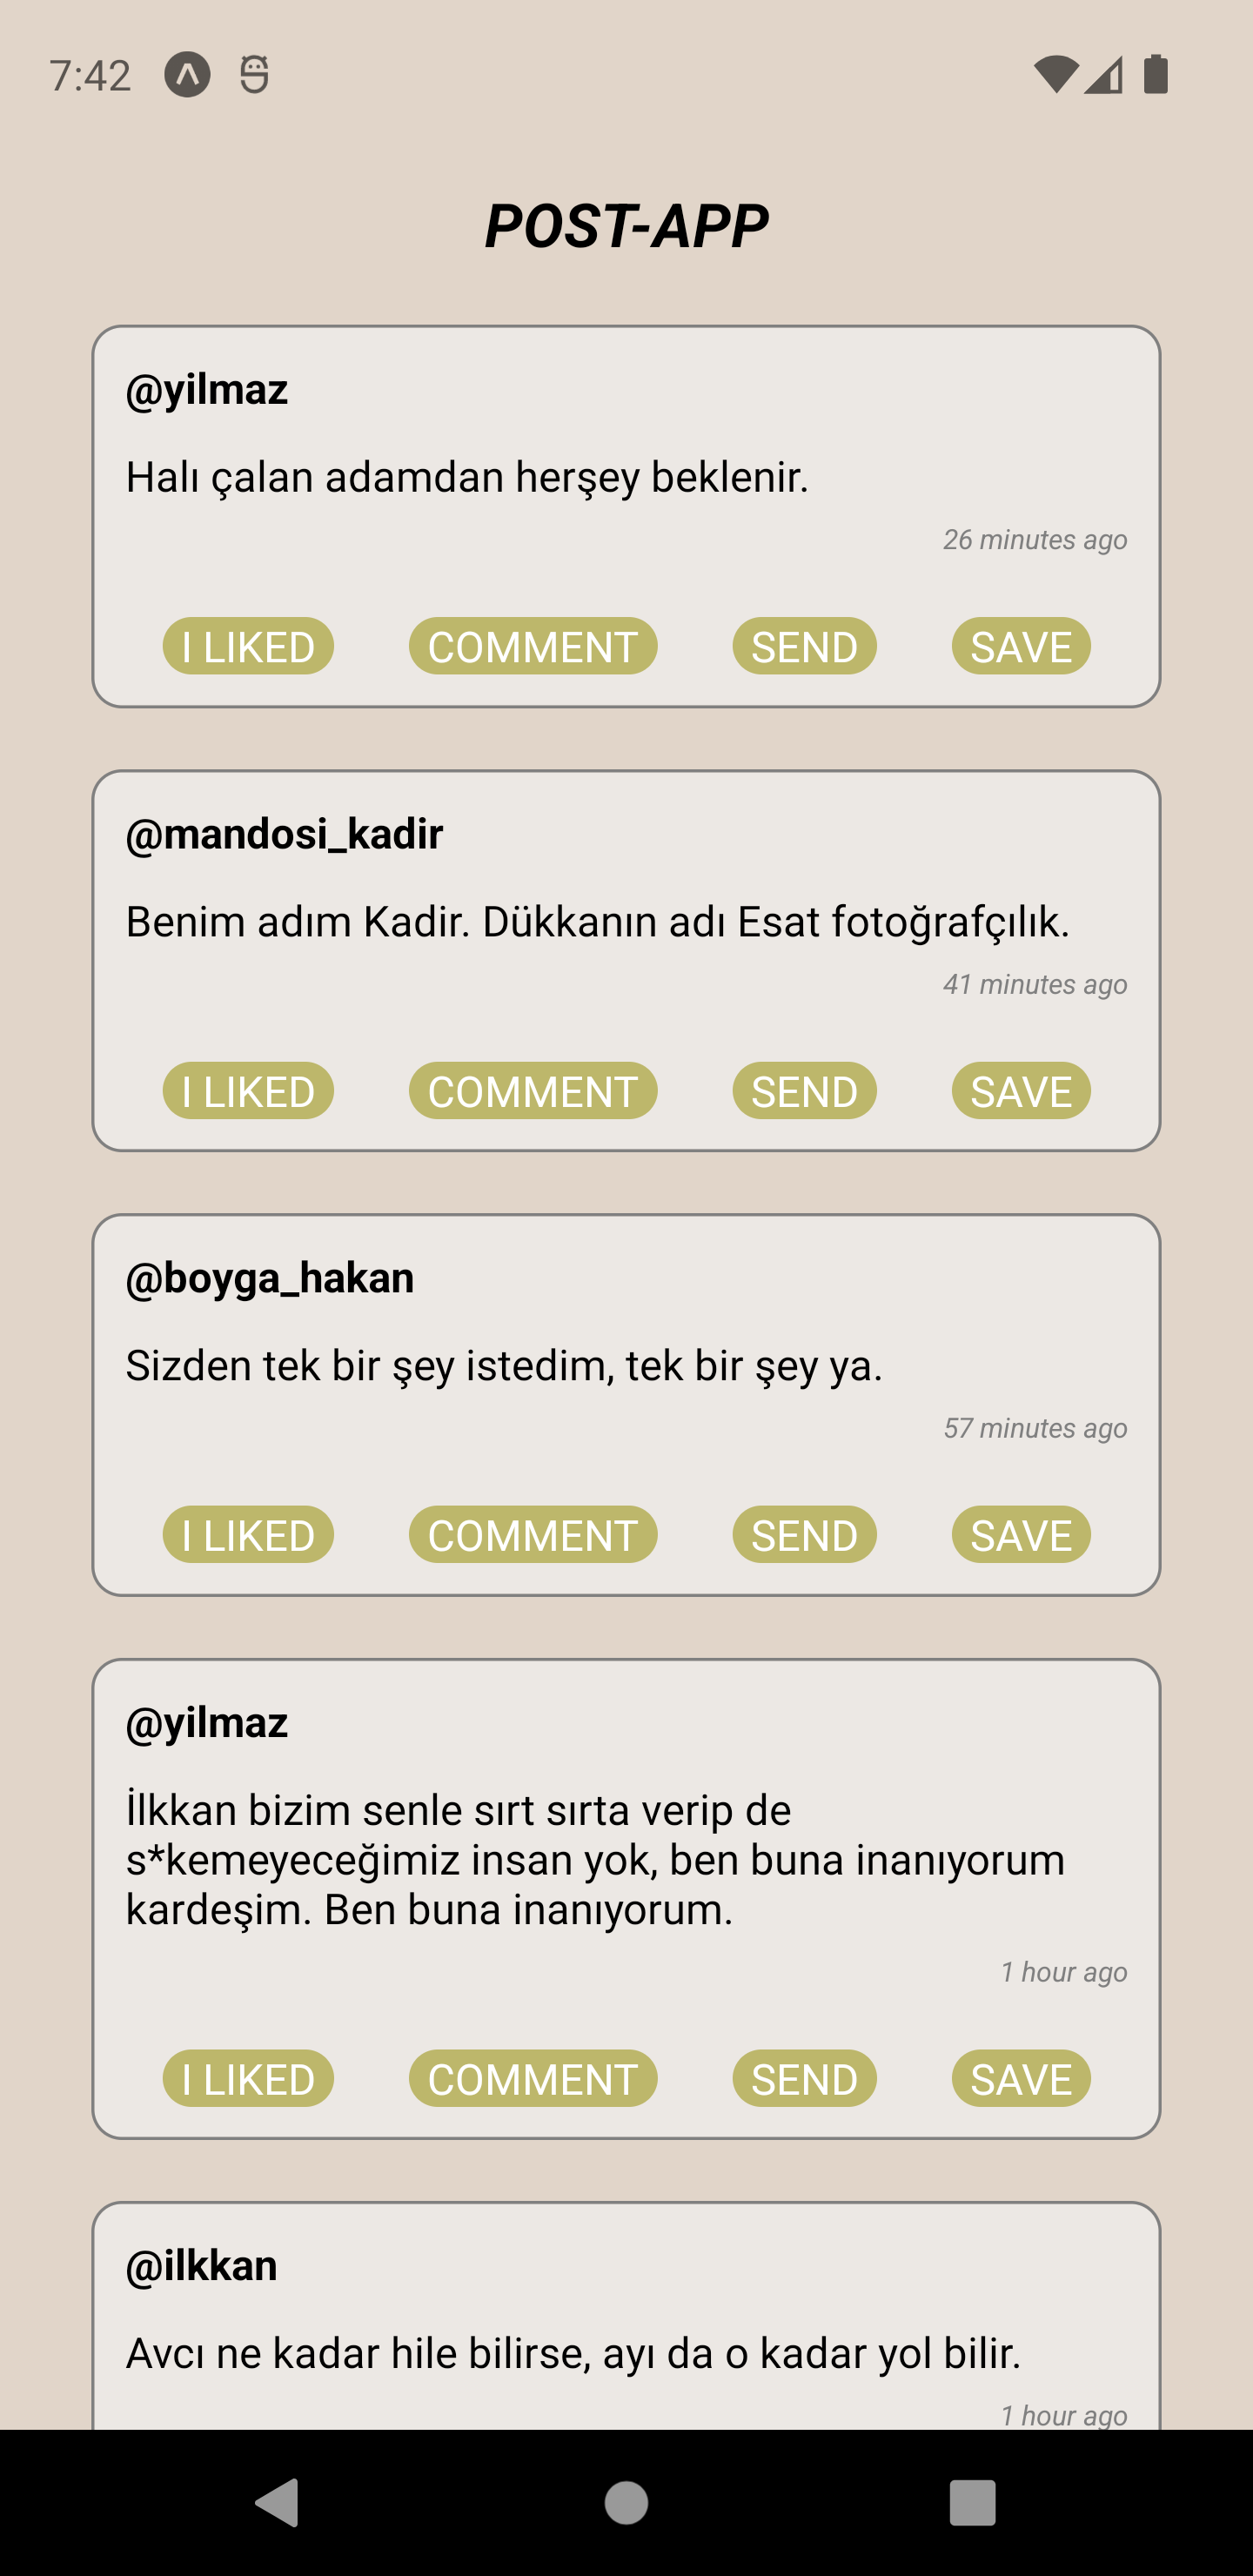 7:42
POST-APP
@yilmaz
Halı çalan adamdan herşey beklenir.
26 minutes ago
I LIKED COMMENT SEND SAVE
@mandosi_kadir
Benim adım Kadir. Dükkanın adı Esat fotoğrafçılık.
41 minutes ago
I LIKED COMMENT SEND SAVE
@boyga_hakan
Sizden tek bir şey istedim, tek bir şey ya.
57 minutes ago
I LIKED COMMENT SEND SAVE
@yilmaz
İlkkan bizim senle sırt sırta verip de
s*kemeyeceğimiz insan yok, ben buna inanıyorum
kardeşim. Ben buna inanıyorum.
1 hour ago
I LIKED COMMENT SEND SAVE
@ilkkan
Avcı ne kadar hile bilirse, ayı da o kadar yol bilir.
1 hour ago